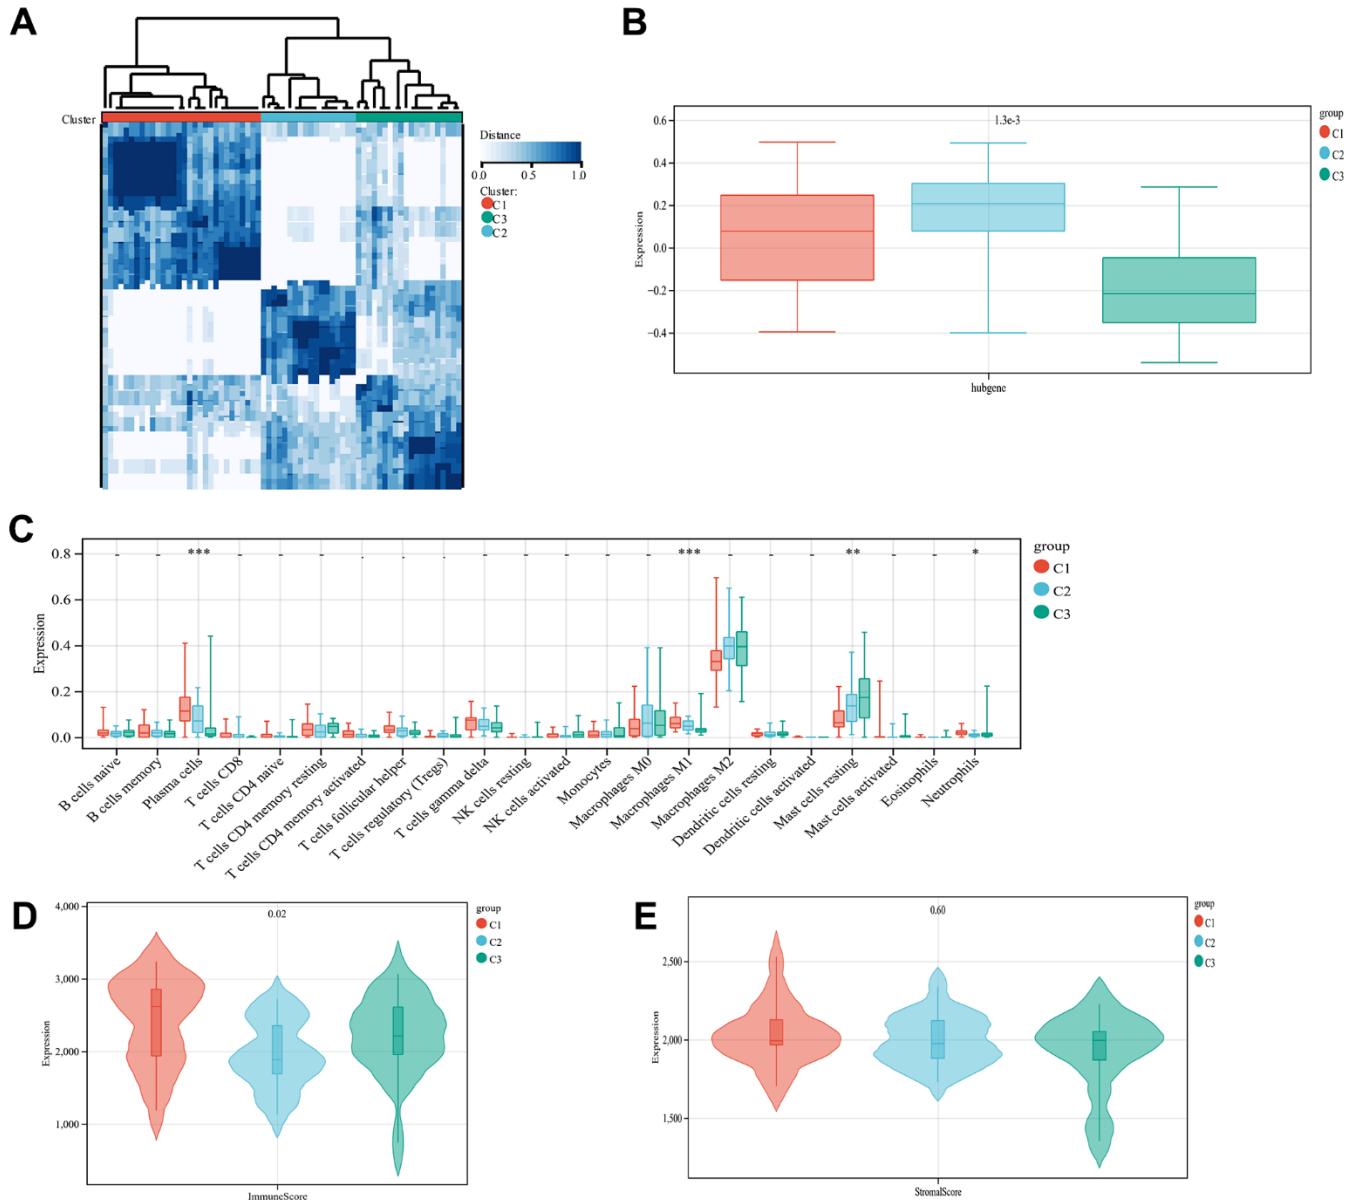 A
Cluster
Distance
0.0 0.5 1.0
Cluster:
C1
C3
C2
B
0.6
0.4
0.2
0.0
−0.2
−0.4
Expression
1.3e-3
hubgene
group
C1
C2
C3
C
0.8
0.6
0.4
0.2
0.0
Expression
- - *** - - - - - - - - - - - *** - - - ** - - *
group
C1
C2
C3
B cells naive
B cells memory
Plasma cells
T cells CD8
T cells CD4 naive
T cells CD4 memory resting
T cells CD4 memory activated
T cells follicular helper
T cells regulatory (Tregs)
T cells gamma delta
NK cells resting
NK cells activated
Monocytes
Macrophages M0
Macrophages M1
Macrophages M2
Dendritic cells resting
Dendritic cells activated
Mast cells resting
Mast cells activated
Eosinophils
Neutrophils
D
4,000
3,000
2,000
1,000
Expression
0.02
ImmuneScore
group
C1
C2
C3
E
2,500
2,000
1,500
Expression
0.60
StromalScore
group
C1
C2
C3